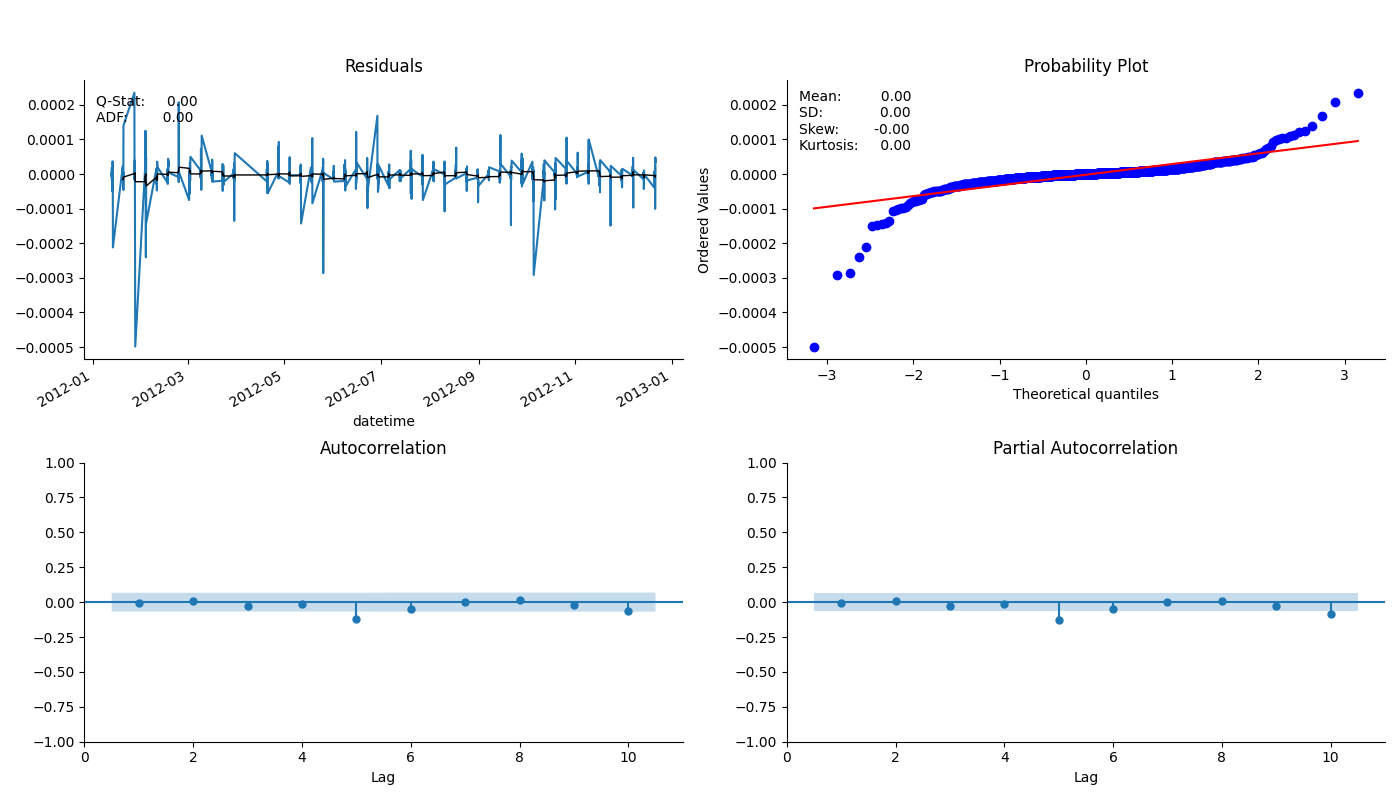 Residuals
Q-Stat: 0.00
ADF: 0.00
0.0002
0.0001
0.0000
−0.0001
−0.0002
−0.0003
−0.0004
−0.0005
2012-01 2012-03 2012-05 2012-07 2012-09 2012-11 2013-01
datetime
Probability Plot
Mean: 0.00
SD: 0.00
Skew: -0.00
Kurtosis: 0.00
Ordered Values
0.0002
0.0001
0.0000
−0.0001
−0.0002
−0.0003
−0.0004
−0.0005
−3 −2 −1 0 1 2 3
Theoretical quantiles
Autocorrelation
1.00
0.75
0.50
0.25
0.00
−0.25
−0.50
−0.75
−1.00
0 2 4 6 8 10
Lag
Partial Autocorrelation
1.00
0.75
0.50
0.25
0.00
−0.25
−0.50
−0.75
−1.00
0 2 4 6 8 10
Lag